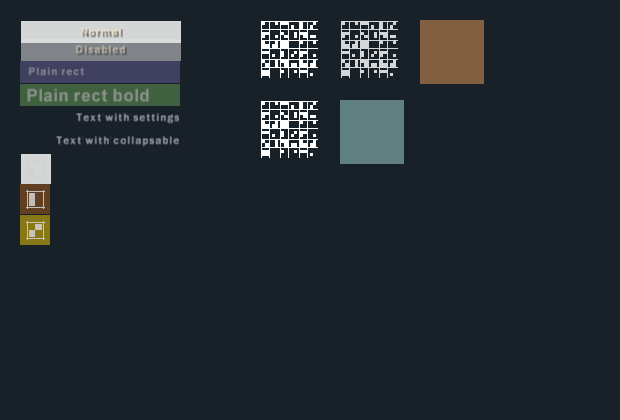 Normal
Disabled
Plain rect
Plain rect bold
Text with settings
Text with collapsable